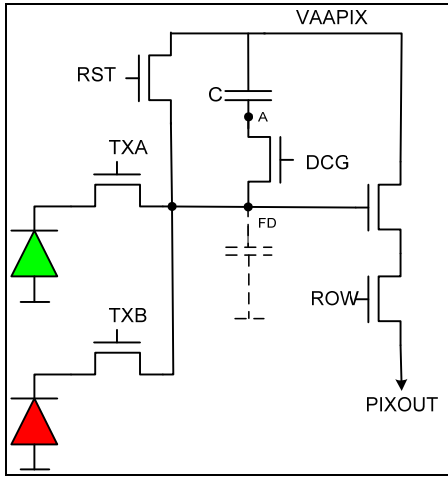 VAAPIX
RST
C
A
TXA
DCG
FD
TXB
ROW
PIXOUT